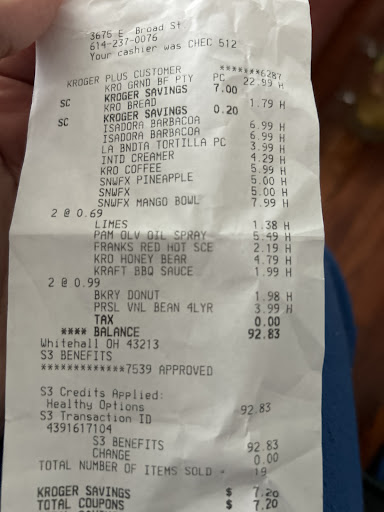 3675 E. Broad St.
614-237-0076
Your cashier was CHEC 512
KROGER PLUS CUSTOMER *******6287
KRO GRND BF PTY PC 22.99 H
SC KROGER SAVINGS 7.00
KRO BREAD 1.79 H
SC KROGER SAVINGS 0.20
ISADORA BARBACOA 6.99 H
ISADORA BARBACOA 6.99 H
LA BNDTA TORTILLA PC 3.99 H
INTD CREAMER 4.29 H
KRO COFFEE 5.99 H
SNWFX PINEAPPLE 5.00 H
SNWFX 5.00 H
SNWFX MANGO BOWL 7.99 H
2 @ 0.69
LIMES 1.38 H
PAM OLV OIL SPRAY 5.49 H
FRANKS RED HOT SCE 2.19 H
KRO HONEY BEAR 4.79 H
KRAFT BBQ SAUCE 1.99 H
2 @ 0.99
BKRY DONUT 1.98 H
PRSL VNL BEAN 4LYR 3.99 H
TAX 0.00
**** BALANCE 92.83
Whitehall OH 43213
S3 BENEFITS
*************7539 APPROVED
S3 Credits Applied:
Healthy Options 92.83
S3 Transaction ID
4391617104
S3 BENEFITS 92.83
CHANGE 0.00
TOTAL NUMBER OF ITEMS SOLD = 19
KROGER SAVINGS $ 7.20
TOTAL COUPONS $ 7.20